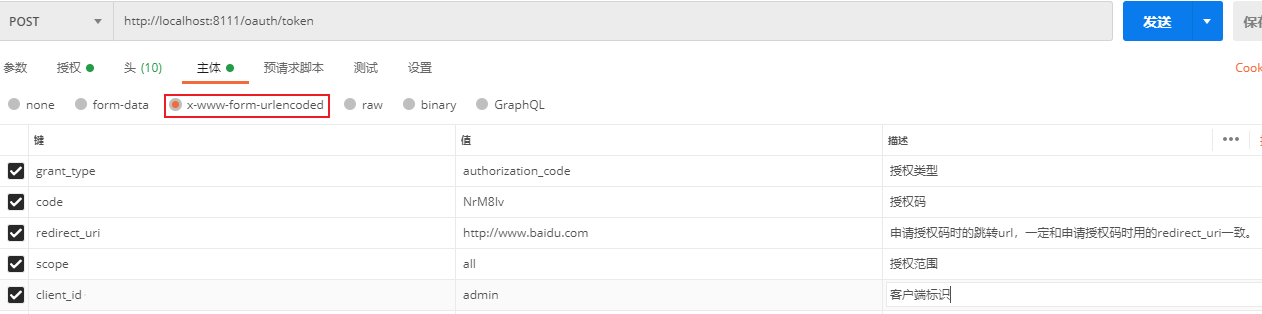 POST http://localhost:8111/oauth/token 发送
参数 授权 头 (10) 主体 预请求脚本 测试 设置
none form-data x-www-form-urlencoded raw binary GraphQL
键 值 描述 •••
grant_type authorization_code 授权类型
code NrM8lv 授权码
redirect_uri http://www.baidu.com 申请授权码时的跳转url，一定和申请授权码时用的redirect_uri一致。
scope all 授权范围
client_id admin 客户端标识